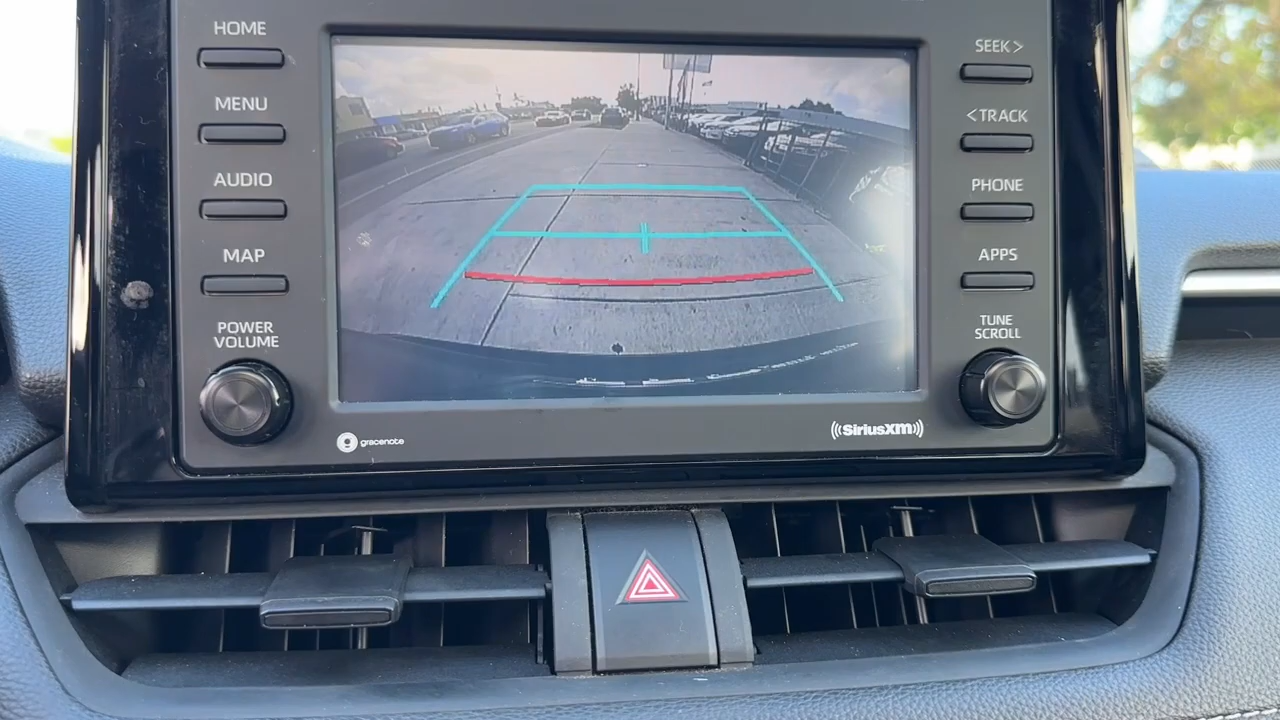 HOME
MENU
AUDIO
MAP
POWER
VOLUME
SEEK >
< TRACK
PHONE
APPS
TUNE
SCROLL
gracenote
((SiriusXM))